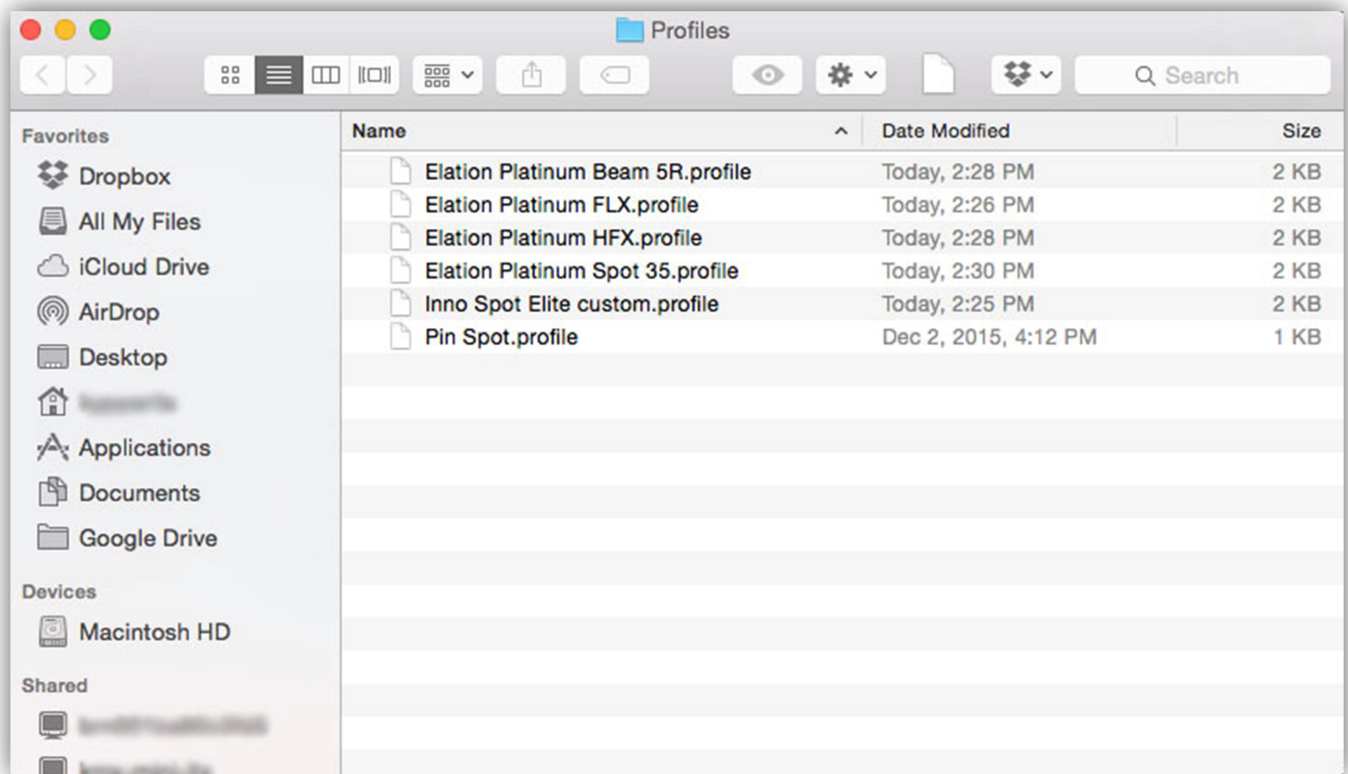 Profiles
Search
Favorites
Dropbox
All My Files
iCloud Drive
AirDrop
Desktop
Applications
Documents
Google Drive
Devices
Macintosh HD
Shared
Name Date Modified Size
Elation Platinum Beam 5R.profile Today, 2:28 PM 2 KB
Elation Platinum FLX.profile Today, 2:26 PM 2 KB
Elation Platinum HFX.profile Today, 2:28 PM 2 KB
Elation Platinum Spot 35.profile Today, 2:30 PM 2 KB
Inno Spot Elite custom.profile Today, 2:25 PM 2 KB
Pin Spot.profile Dec 2, 2015, 4:12 PM 1 KB